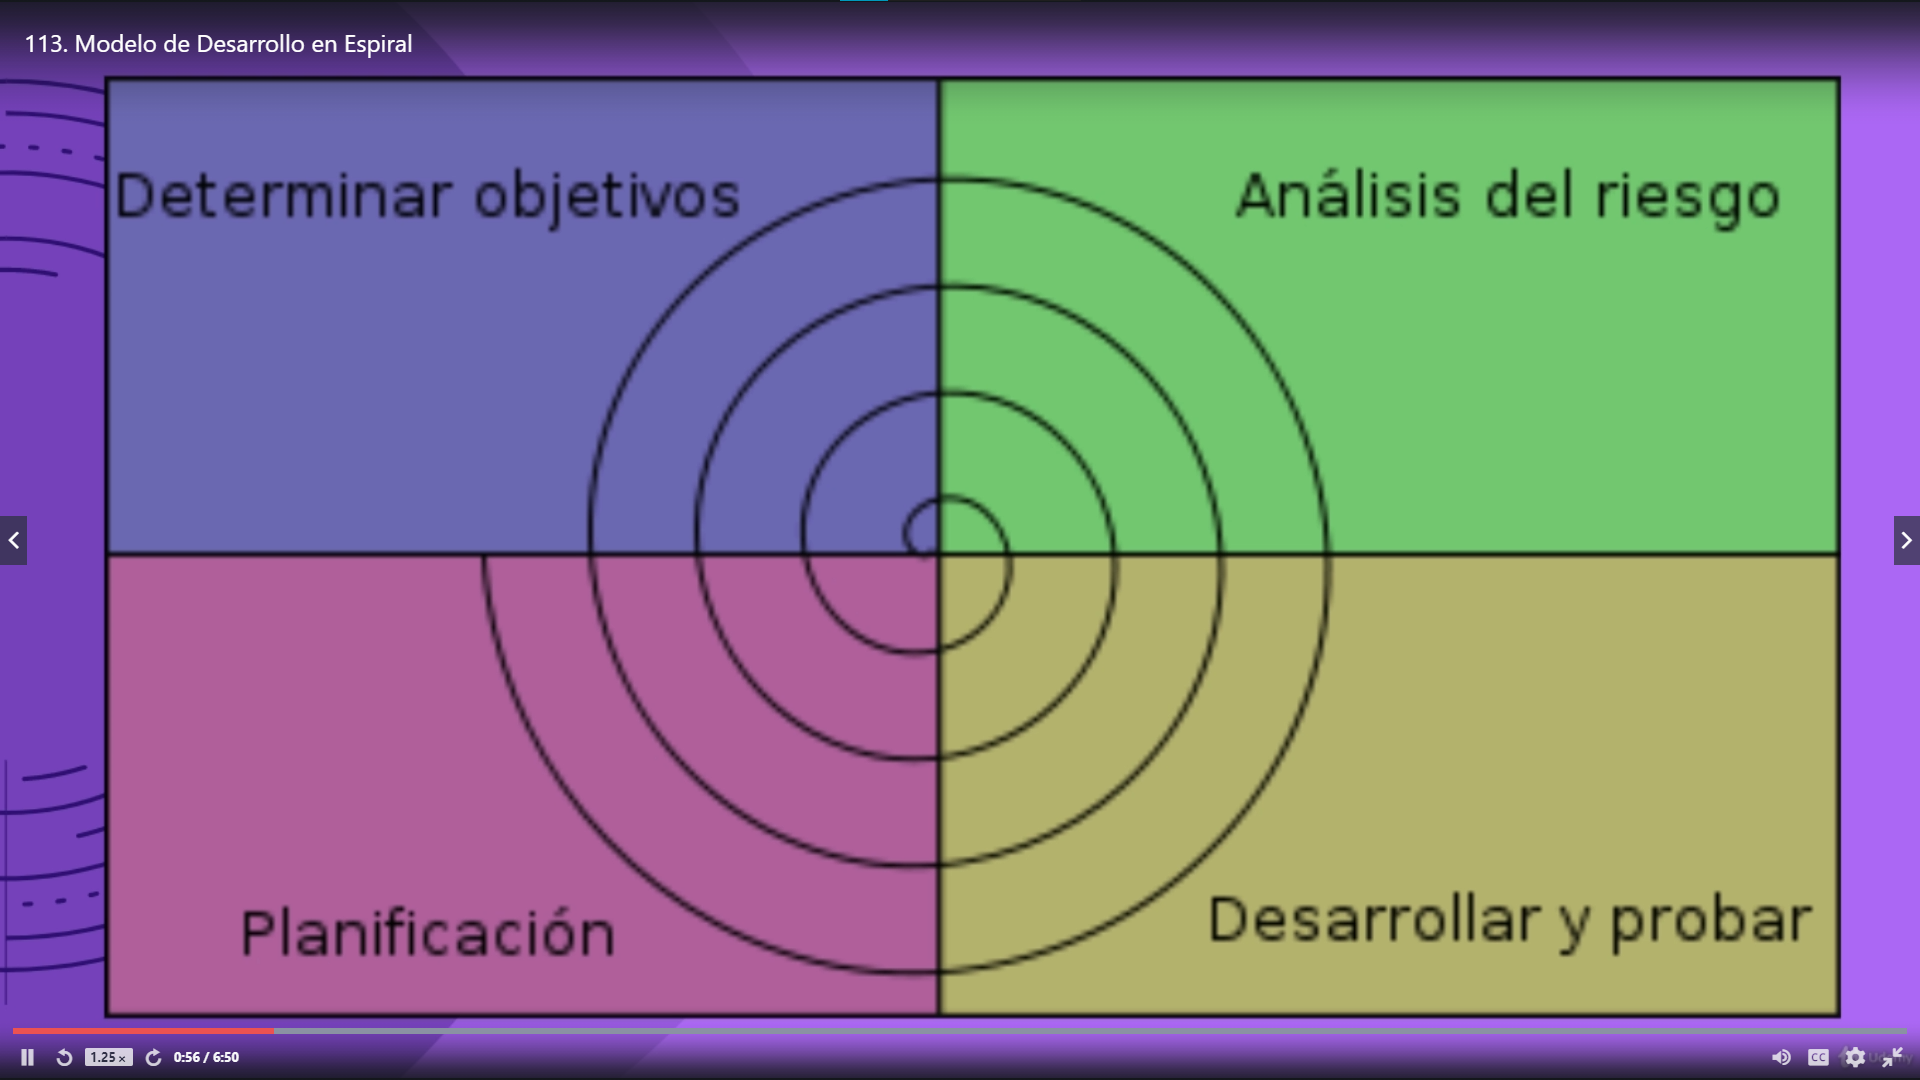 113. Modelo de Desarrollo en Espiral
Determinar objetivos
Análisis del riesgo
Planificación
Desarrollar y probar
1.25×
0:56 / 6:50
CC